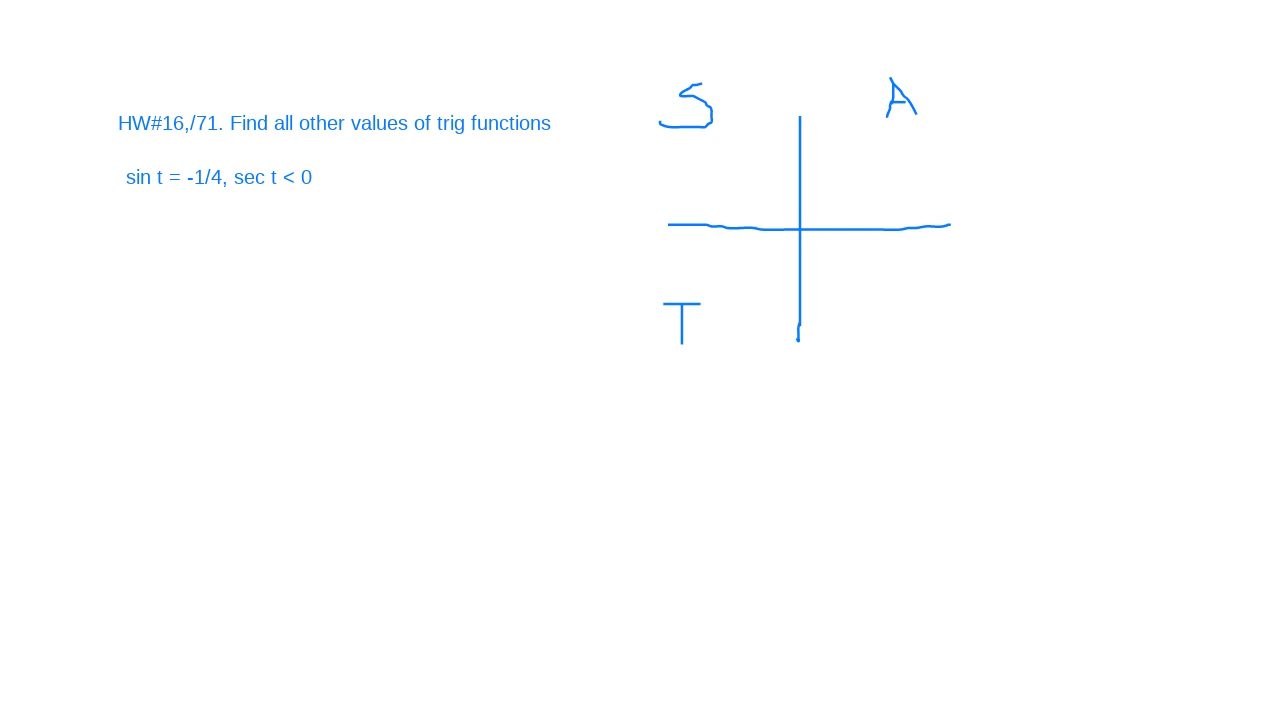 S A
HW#16,/71. Find all other values of trig functions
sin t = -1/4, sec t < 0
T